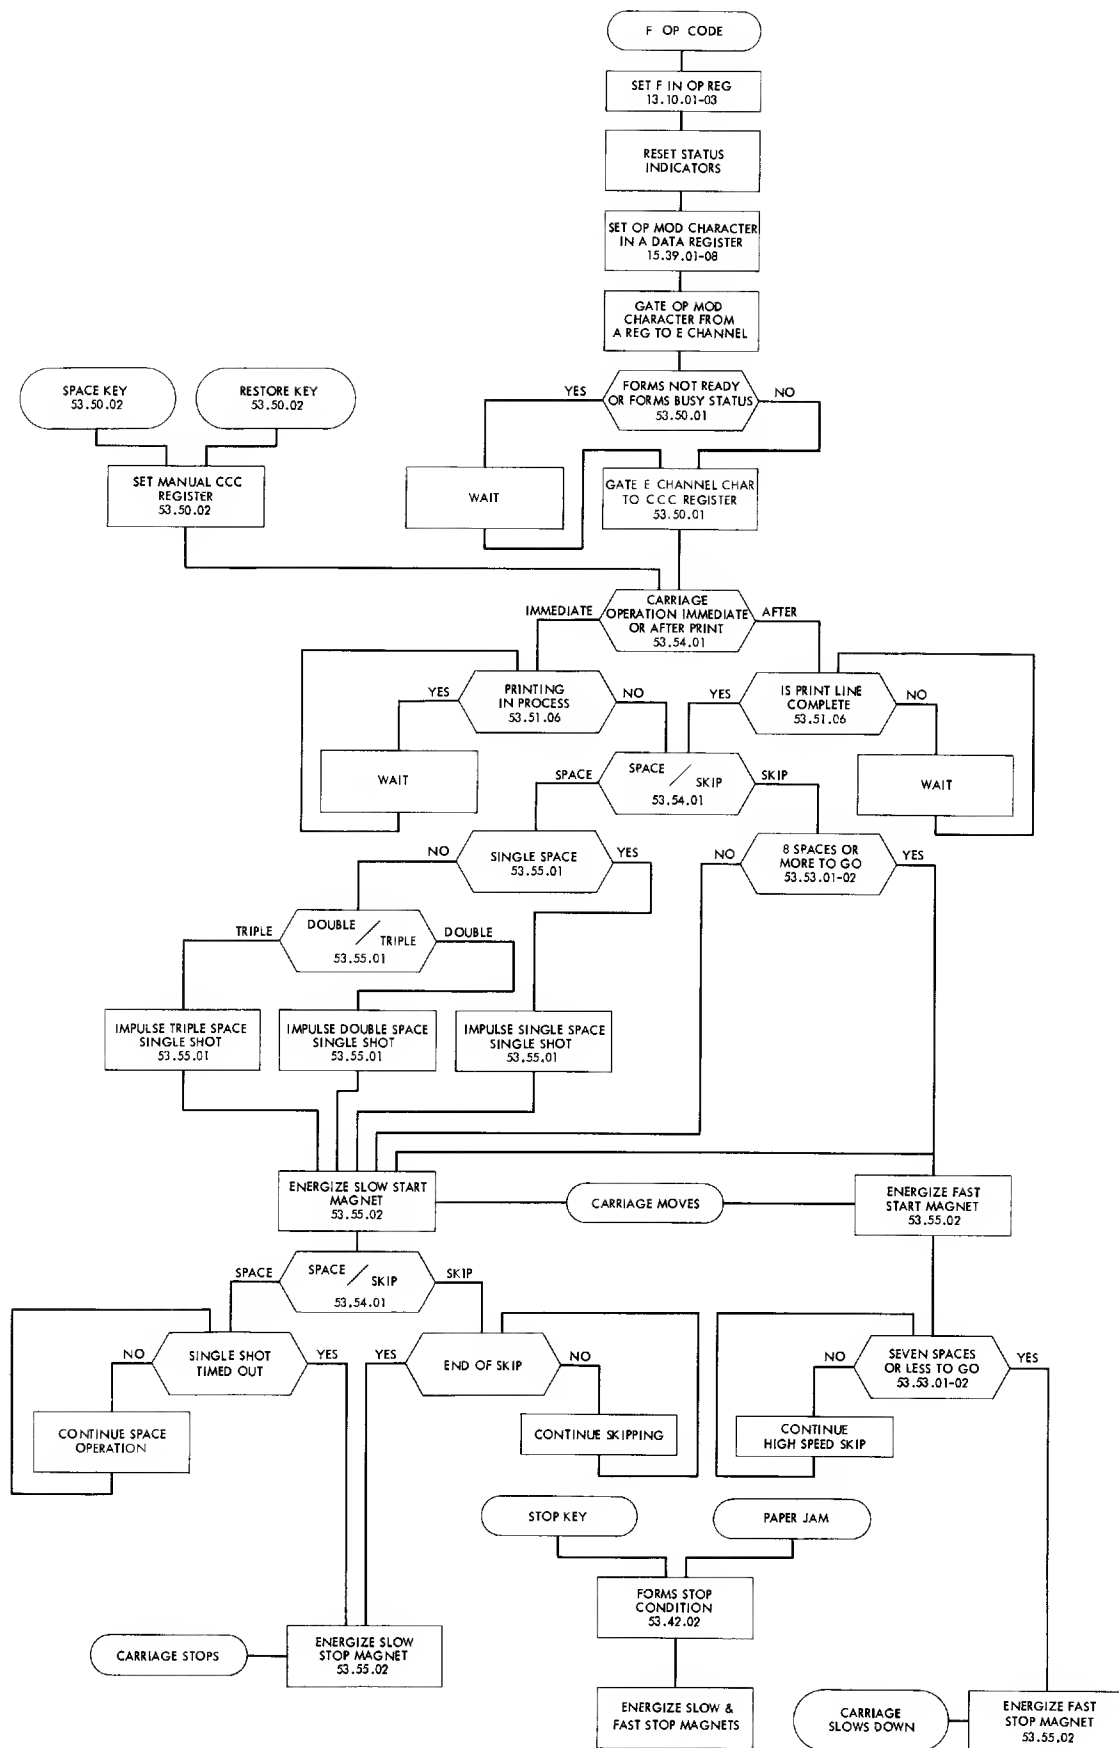 F OP CODE
SET F IN OP REG
13.10.01-03
RESET STATUS
INDICATORS
SET OP MOD CHARACTER
IN A DATA REGISTER
15.39.01-08
GATE OP MOD
CHARACTER FROM
A REG TO E CHANNEL
SPACE KEY
53.50.02
RESTORE KEY
53.50.02
YES
FORMS NOT READY
OR FORMS BUSY STATUS
53.50.01
NO
SET MANUAL CCC
REGISTER
53.50.02
WAIT
GATE E CHANNEL CHAR
TO CCC REGISTER
53.50.01
IMMEDIATE
CARRIAGE
OPERATION IMMEDIATE
OR AFTER PRINT
53.54.01
AFTER
YES
PRINTING
IN PROCESS
53.51.06
NO
YES
IS PRINT LINE
COMPLETE
53.51.06
NO
WAIT
SPACE
SPACE / SKIP
53.54.01
SKIP
WAIT
NO
SINGLE SPACE
53.55.01
YES
NO
8 SPACES OR
MORE TO GO
53.53.01-02
YES
TRIPLE
DOUBLE / TRIPLE
53.55.01
DOUBLE
IMPULSE TRIPLE SPACE
SINGLE SHOT
53.55.01
IMPULSE DOUBLE SPACE
SINGLE SHOT
53.55.01
IMPULSE SINGLE SPACE
SINGLE SHOT
53.55.01
ENERGIZE SLOW START
MAGNET
53.55.02
CARRIAGE MOVES
ENERGIZE FAST
START MAGNET
53.55.02
SPACE
SPACE / SKIP
53.54.01
SKIP
NO
SINGLE SHOT
TIMED OUT
YES
YES
END OF SKIP
NO
NO
SEVEN SPACES
OR LESS TO GO
53.53.01-02
YES
CONTINUE SPACE
OPERATION
CONTINUE SKIPPING
CONTINUE
HIGH SPEED SKIP
STOP KEY
PAPER JAM
FORMS STOP
CONDITION
53.42.02
CARRIAGE STOPS
ENERGIZE SLOW
STOP MAGNET
53.55.02
ENERGIZE SLOW &
FAST STOP MAGNETS
CARRIAGE
SLOWS DOWN
ENERGIZE FAST
STOP MAGNET
53.55.02